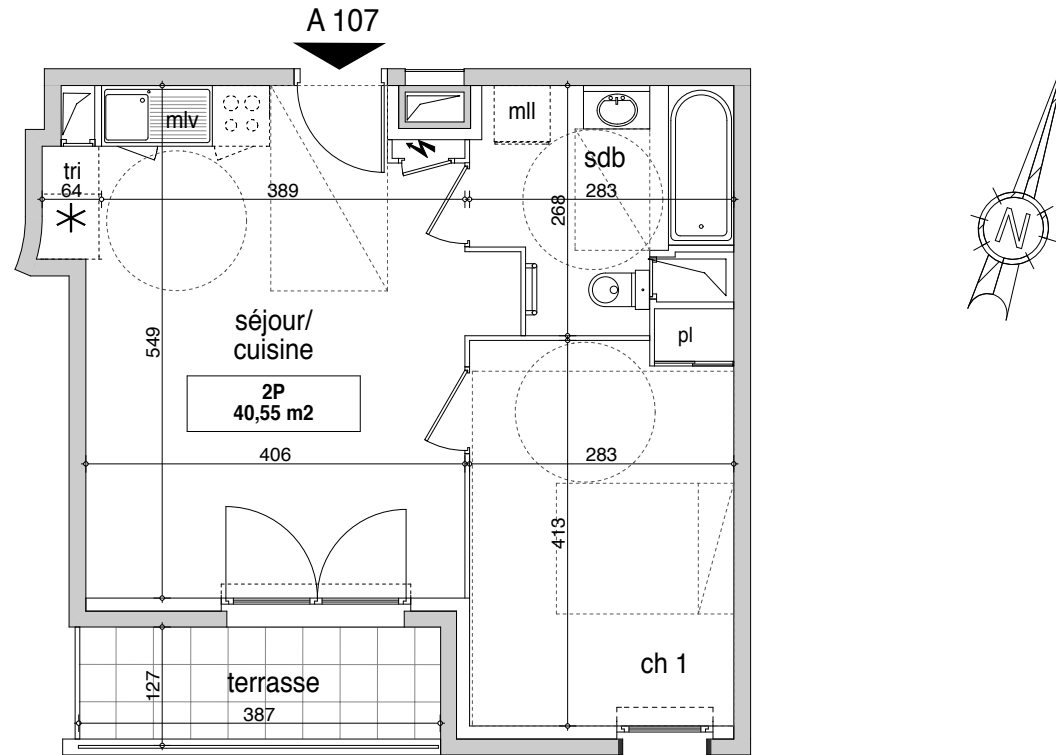 A 107
mlv
mll
sdb
tri
64
389
283
268
N
séjour/
cuisine
549
pl
2P
40,55 m2
406
283
413
ch 1
terrasse
127
387